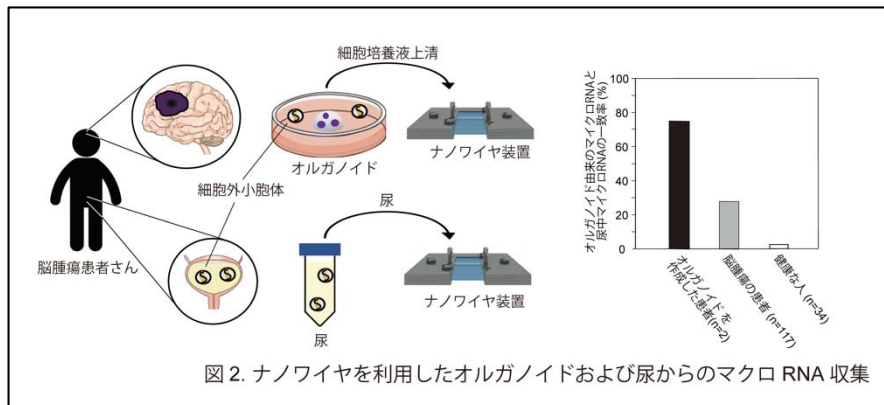 細胞培養液上清
オルガノイド
ナノワイヤ装置
細胞外小胞体
脳腫瘍患者さん
尿
尿
ナノワイヤ装置
オルガノイド由来のマイクロRNAと
尿中マイクロRNAの一致率 (%)
100
80
60
40
20
0
オルガノイドを
作成した患者(n=2)
脳腫瘍の患者 (n=117)
健康な人 (n=34)
図 2. ナノワイヤを利用したオルガノイドおよび尿からのマクロ RNA 収集